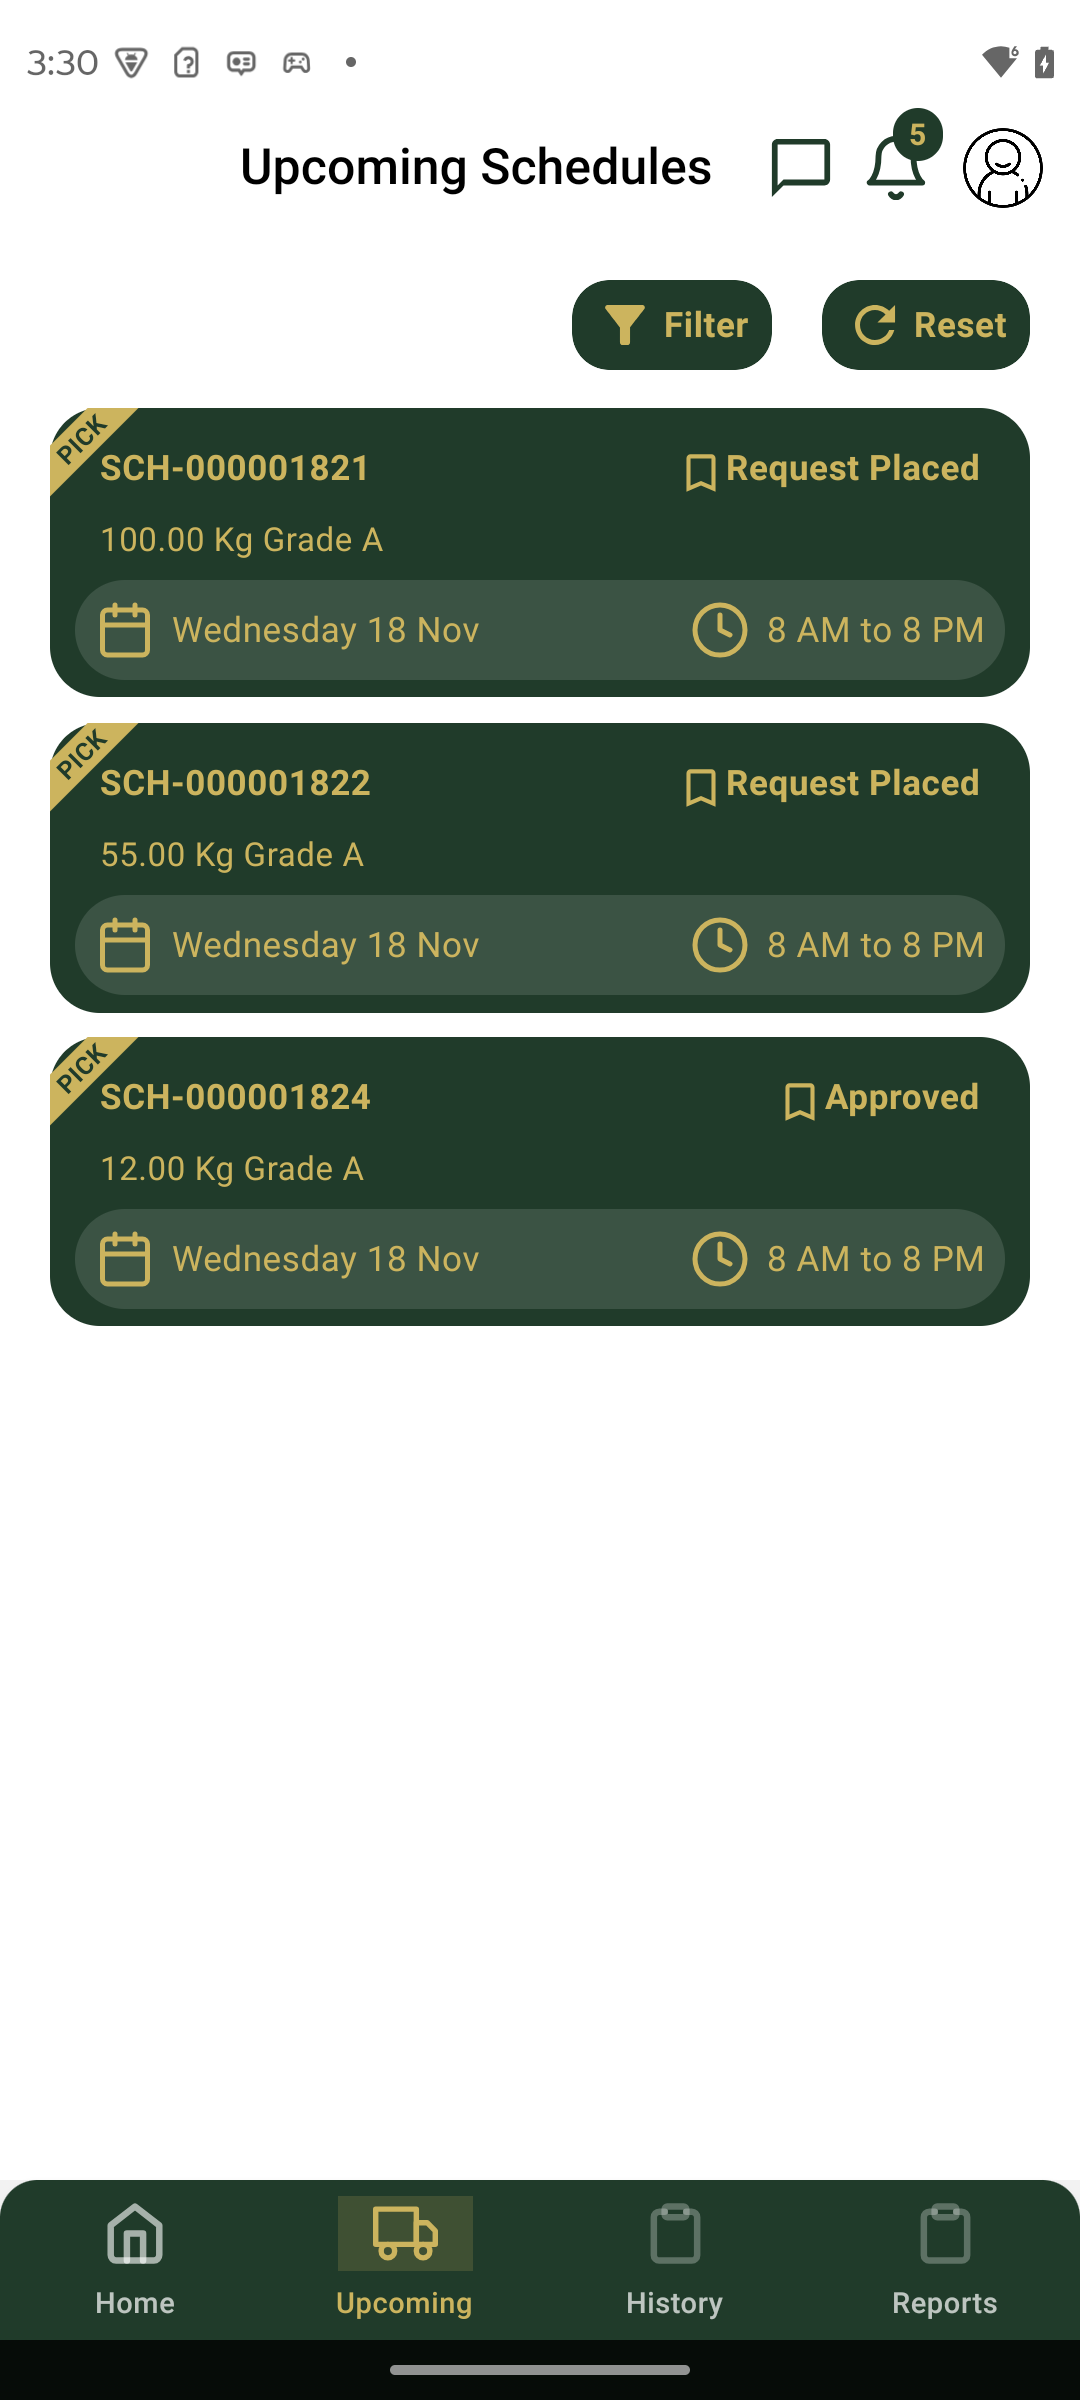 3:30
Upcoming Schedules
5
Filter
Reset
PICK
SCH-000001821
Request Placed
100.00 Kg Grade A
Wednesday 18 Nov
8 AM to 8 PM
PICK
SCH-000001822
Request Placed
55.00 Kg Grade A
Wednesday 18 Nov
8 AM to 8 PM
PICK
SCH-000001824
Approved
12.00 Kg Grade A
Wednesday 18 Nov
8 AM to 8 PM
Home
Upcoming
History
Reports